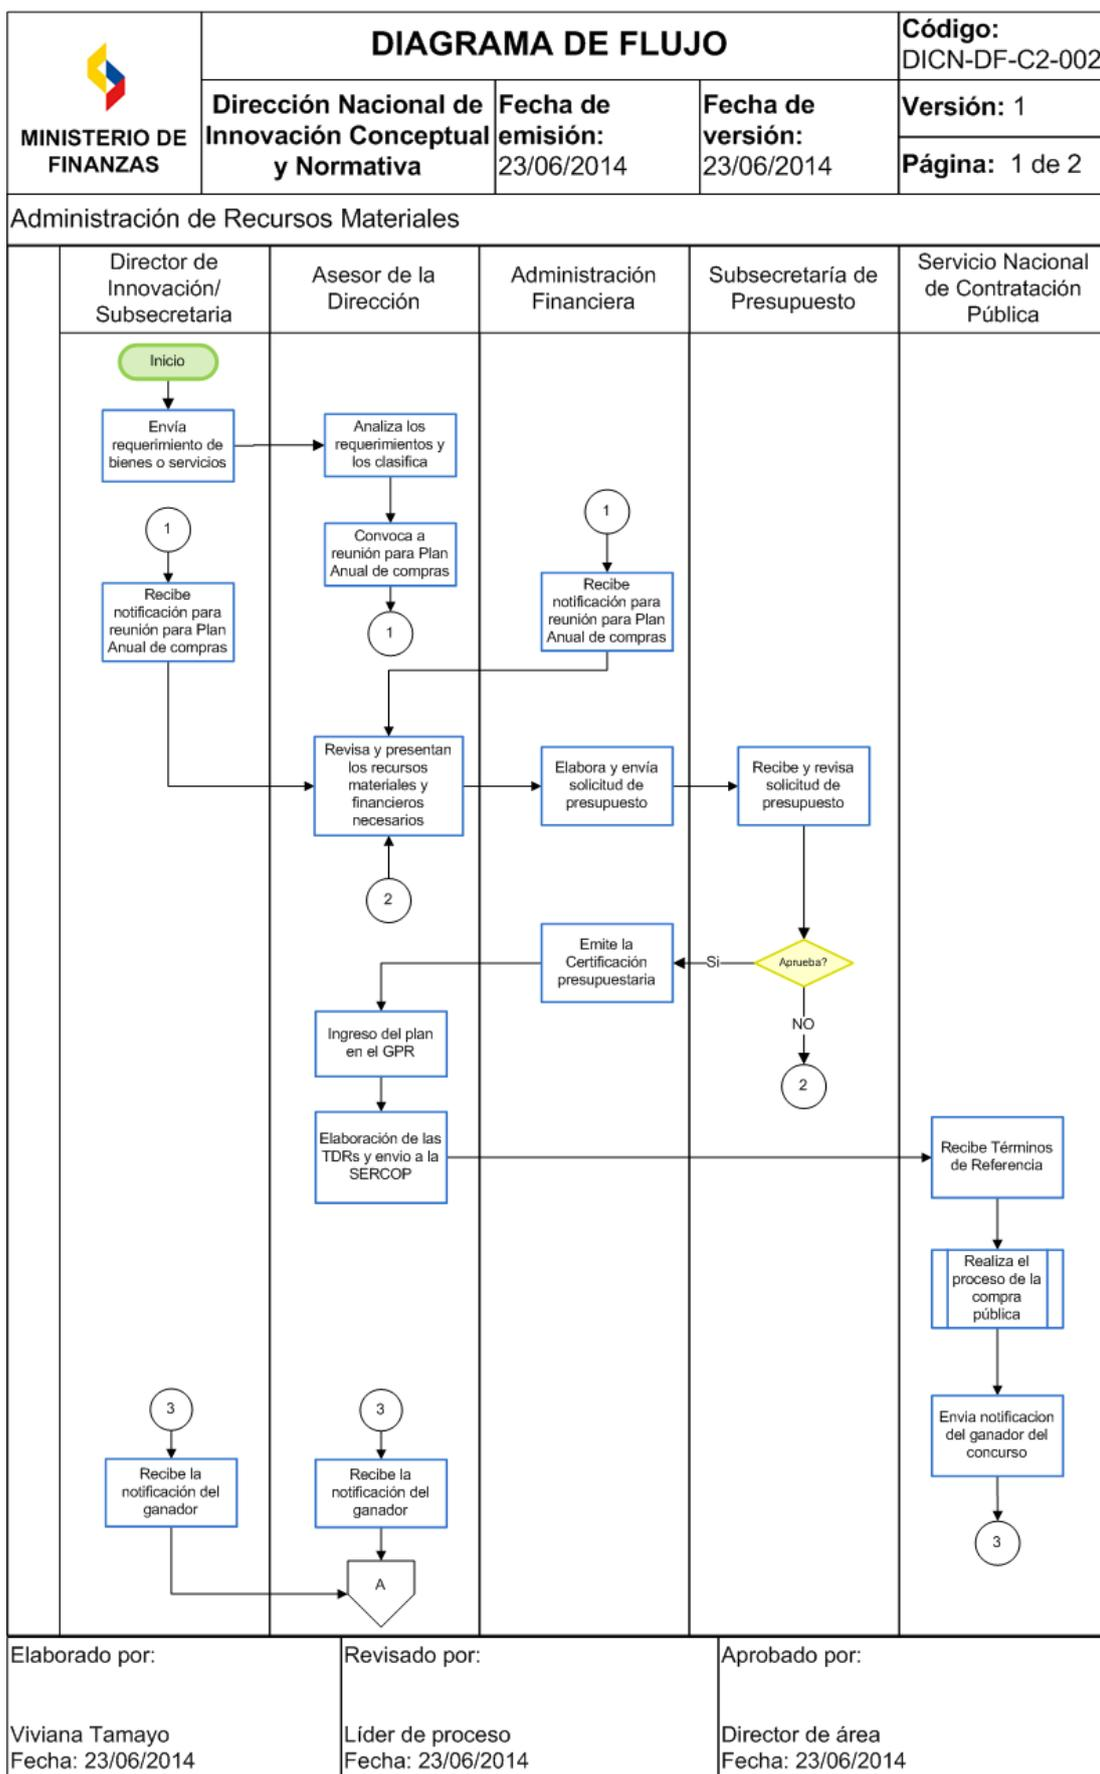 MINISTERIO DE
FINANZAS
DIAGRAMA DE FLUJO
Código:
DICN-DF-C2-002
Dirección Nacional de
Innovación Conceptual
y Normativa
Fecha de
emisión:
23/06/2014
Fecha de
versión:
23/06/2014
Versión: 1
Página: 1 de 2
Administración de Recursos Materiales
Director de
Innovación/
Subsecretaria
Asesor de la
Dirección
Administración
Financiera
Subsecretaría de
Presupuesto
Servicio Nacional
de Contratación
Pública
Inicio
Envía
requerimiento de
bienes o servicios
Analiza los
requerimientos y
los clasifica
1
Convoca a
reunión para Plan
Anual de compras
1
1
Recibe
notificación para
reunión para Plan
Anual de compras
Recibe
notificación para
reunión para Plan
Anual de compras
Revisa y presentan
los recursos
materiales y
financieros
necesarios
Elabora y envía
solicitud de
presupuesto
Recibe y revisa
solicitud de
presupuesto
2
Emite la
Certificación
presupuestaria
Si
Aprueba?
NO
2
Ingreso del plan
en el GPR
Elaboración de las
TDRs y envio a la
SERCOP
Recibe Términos
de Referencia
Realiza el
proceso de la
compra
pública
Envia notificacion
del ganador del
concurso
3
3
3
Recibe la
notificación del
ganador
Recibe la
notificación del
ganador
A
Elaborado por:
Viviana Tamayo
Fecha: 23/06/2014
Revisado por:
Líder de proceso
Fecha: 23/06/2014
Aprobado por:
Director de área
Fecha: 23/06/2014